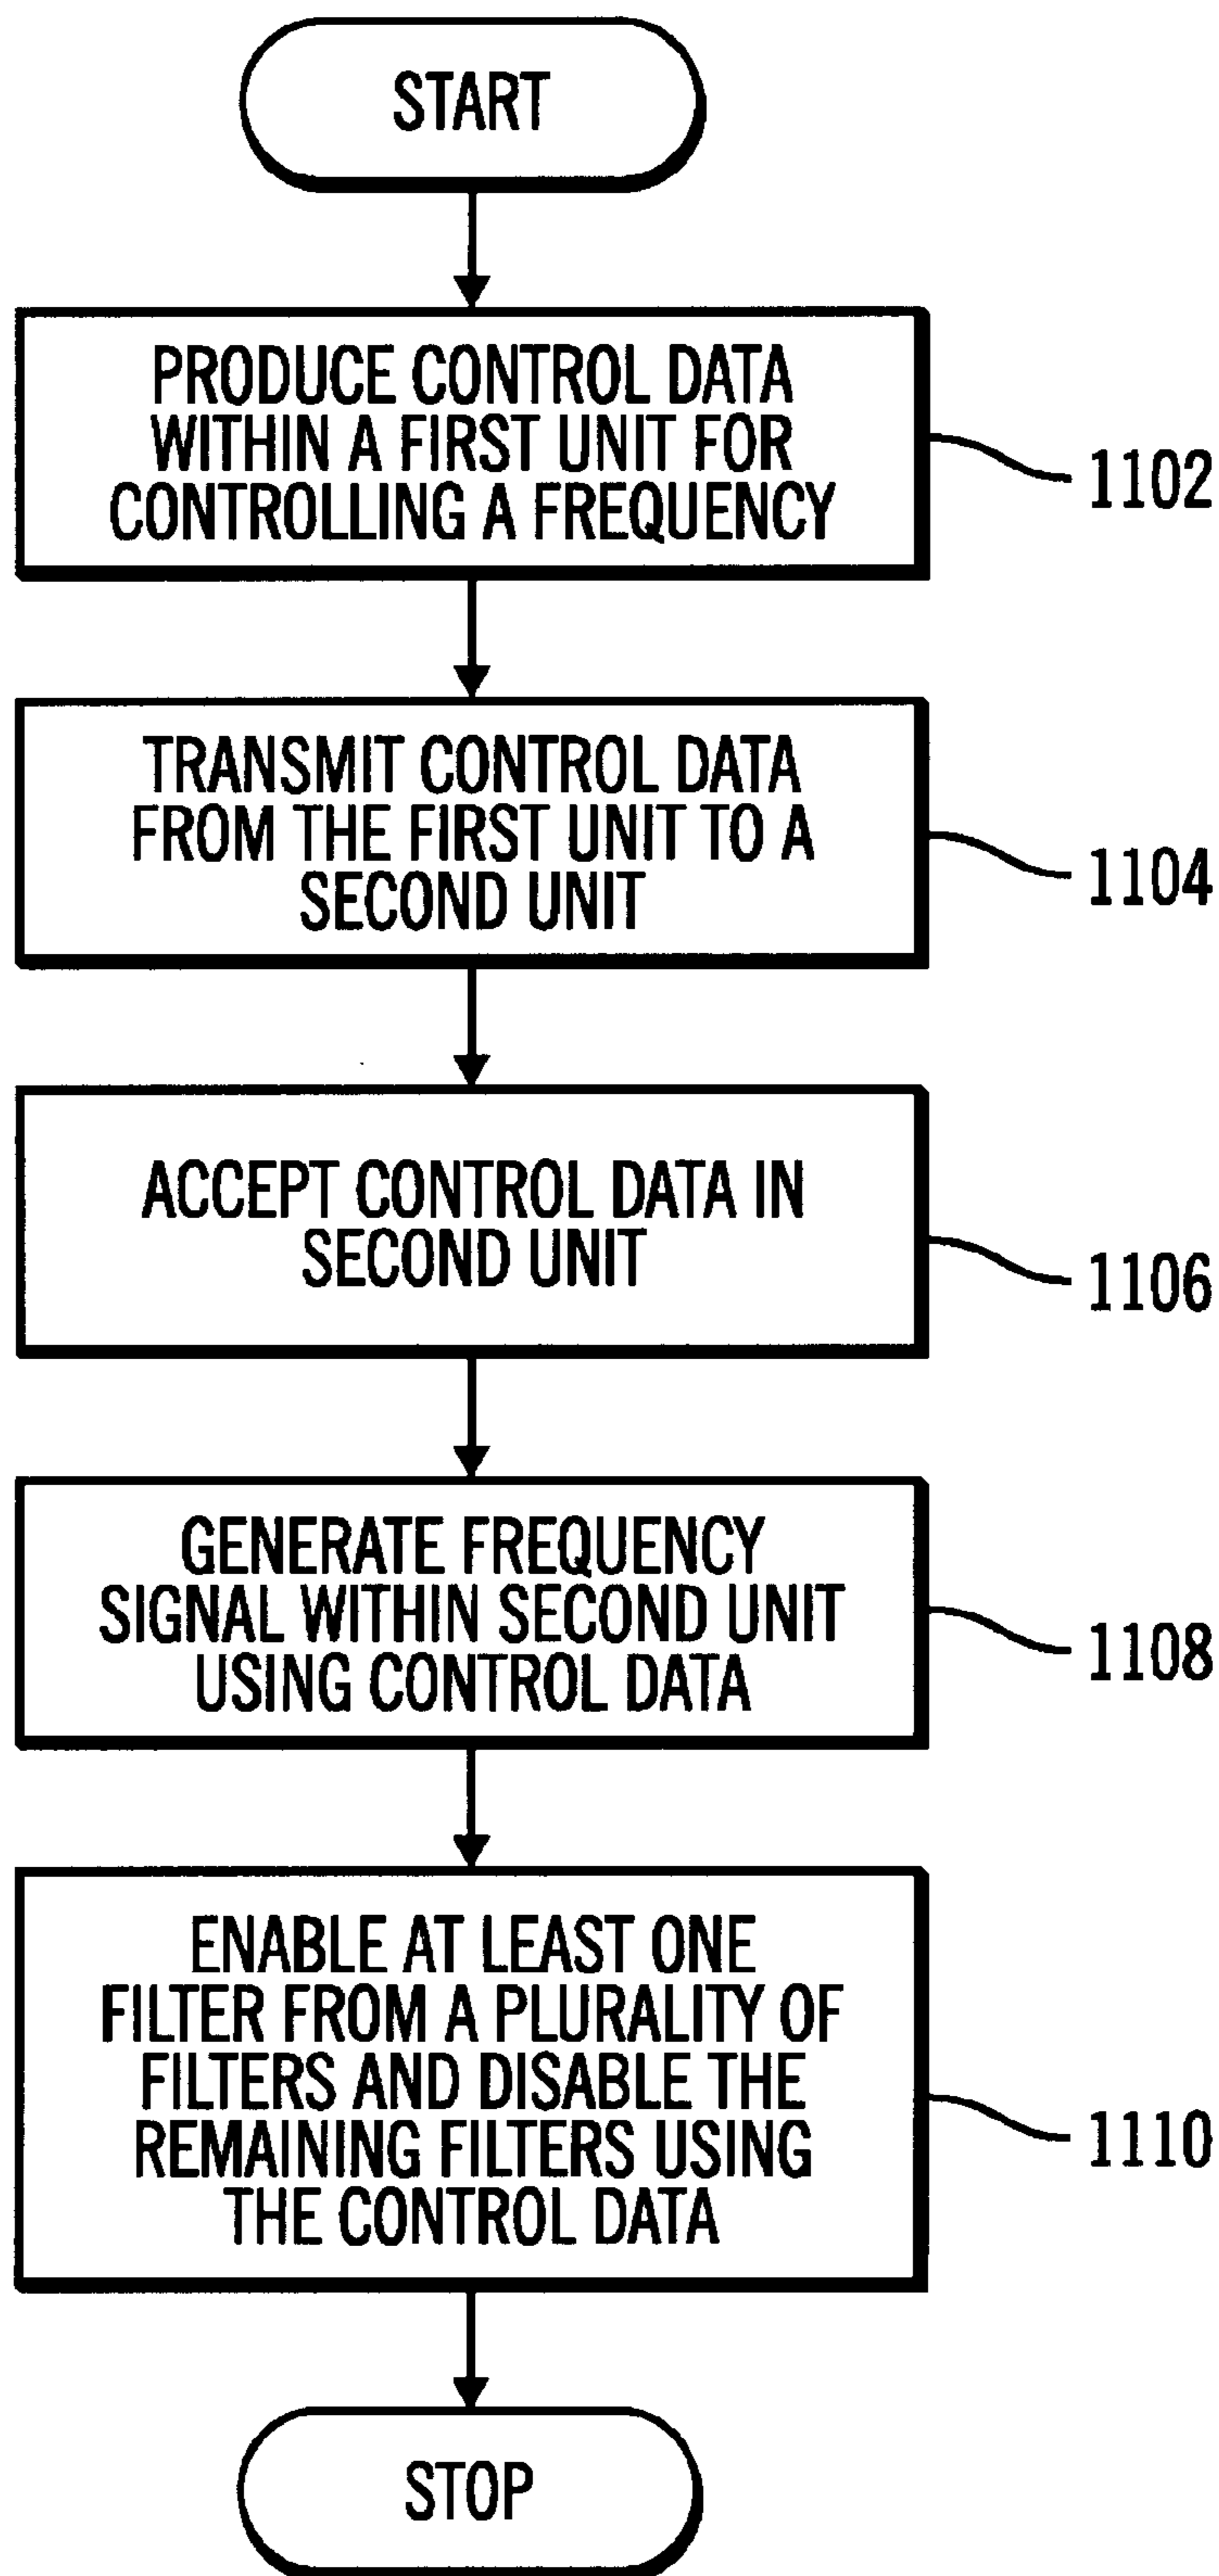 START
PRODUCE CONTROL DATA
WITHIN A FIRST UNIT FOR
CONTROLLING A FREQUENCY
1102
TRANSMIT CONTROL DATA
FROM THE FIRST UNIT TO A
SECOND UNIT
1104
ACCEPT CONTROL DATA IN
SECOND UNIT
1106
GENERATE FREQUENCY
SIGNAL WITHIN SECOND UNIT
USING CONTROL DATA
1108
ENABLE AT LEAST ONE
FILTER FROM A PLURALITY OF
FILTERS AND DISABLE THE
REMAINING FILTERS USING
THE CONTROL DATA
1110
STOP